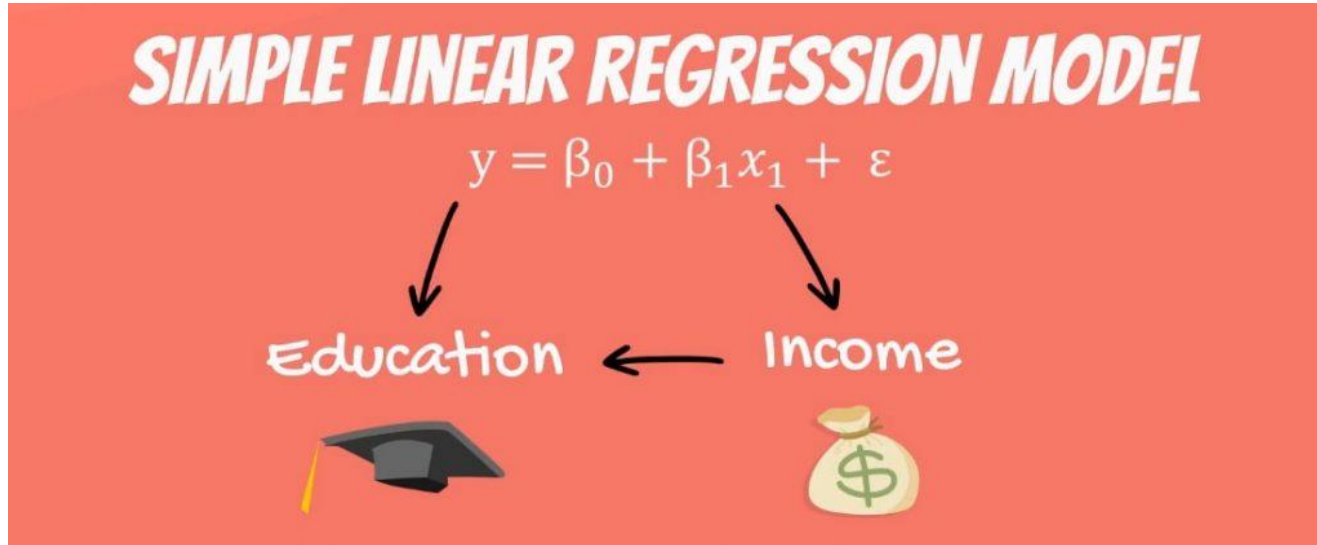 SIMPLE LINEAR REGRESSION MODEL
y = β₀ + β₁x₁ + ε
Education Income
$